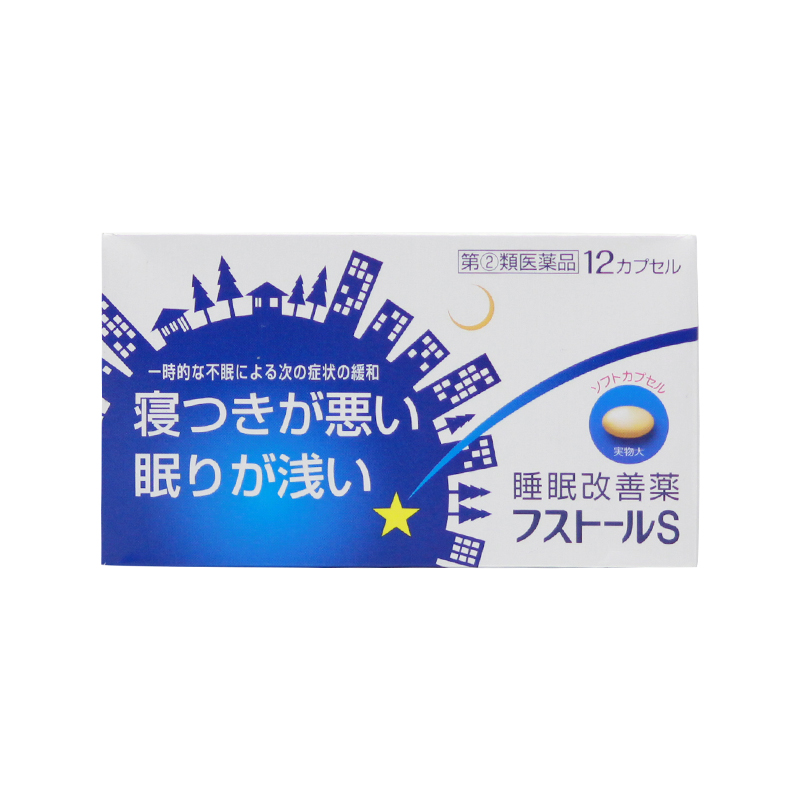 第②類医薬品 12カプセル
一時的な不眠による次の症状の緩和
寝つきが悪い
眠りが浅い
ソフトカプセル
実物大
睡眠改善薬
フストールS